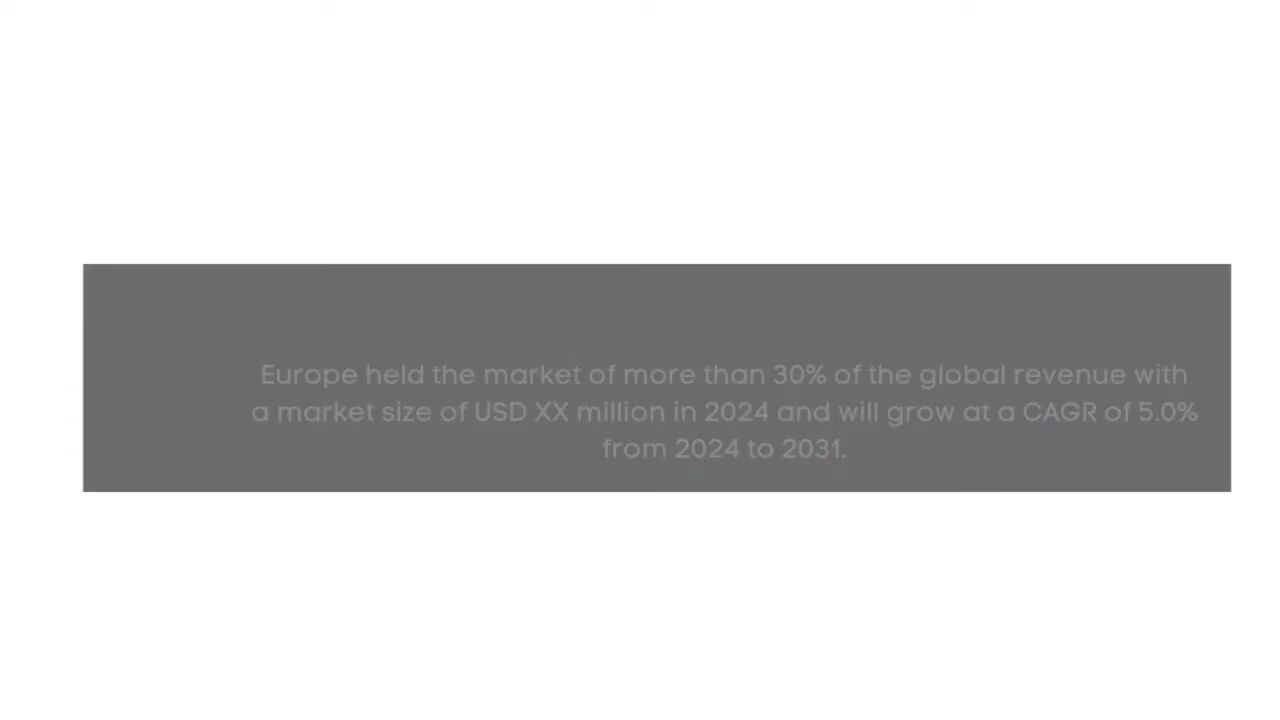 Europe held the market of more than 30% of the global revenue with
a market size of USD XX million in 2024 and will grow at a CAGR of 5.0%
from 2024 to 2031.